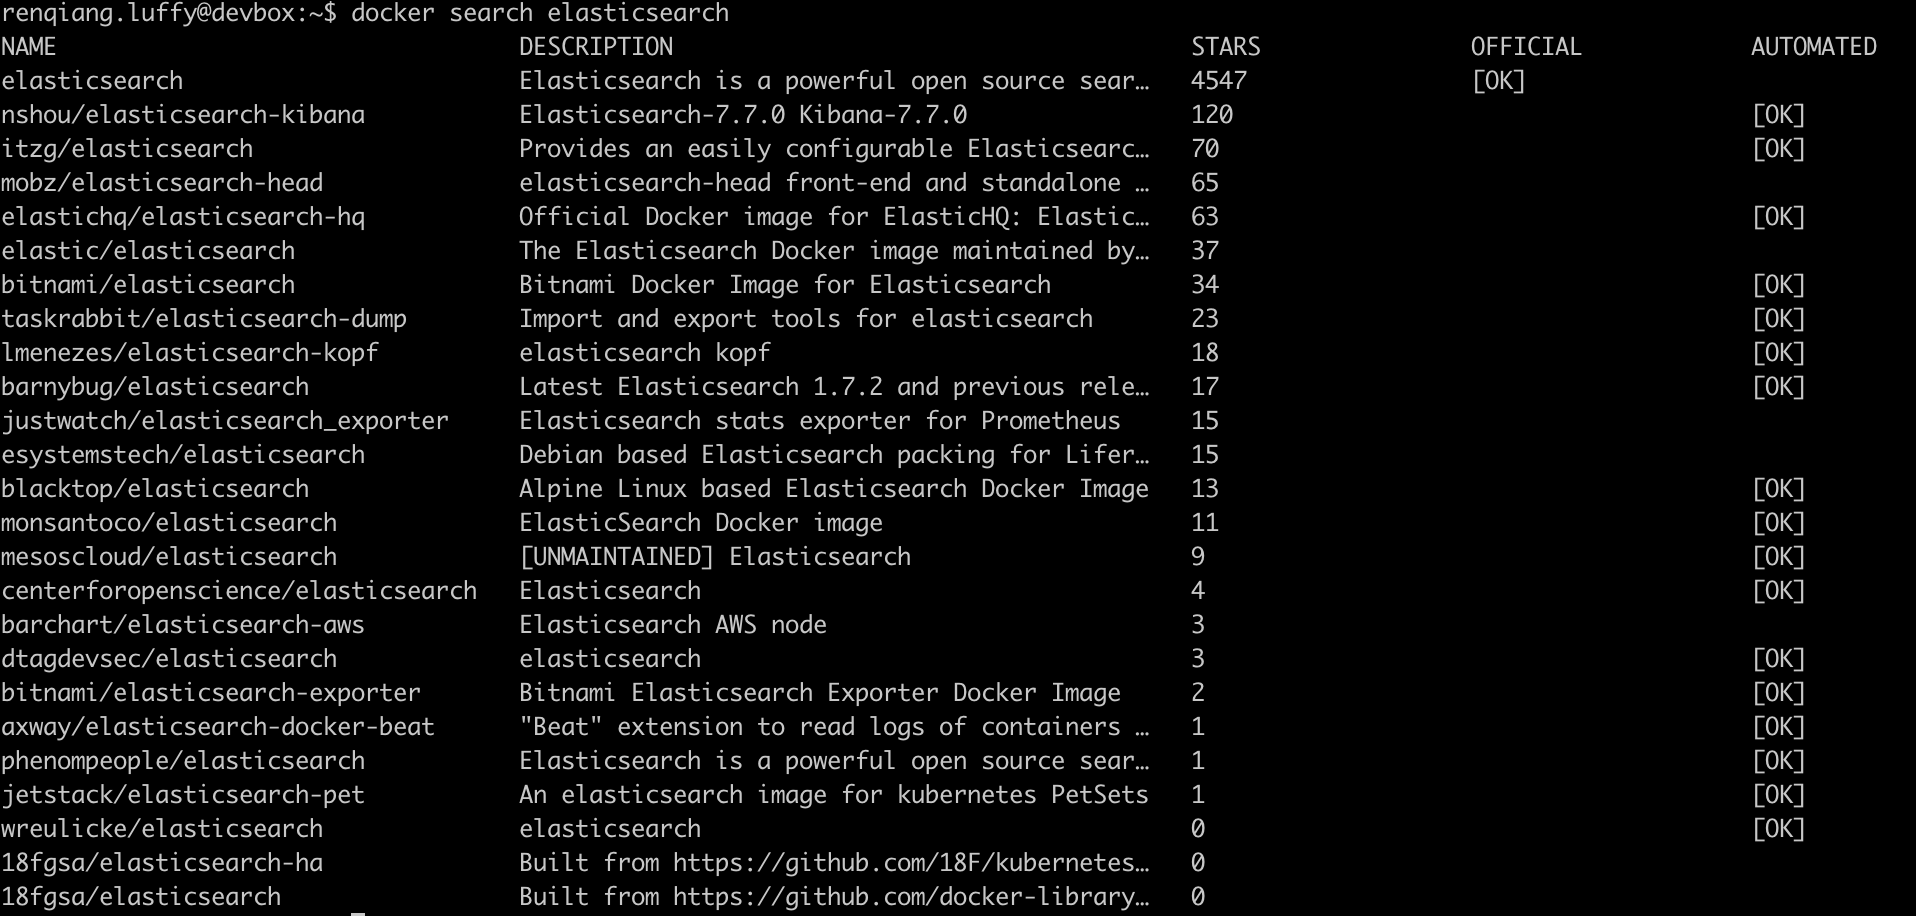 renqiang.luffy@devbox:~$ docker search elasticsearch
NAME DESCRIPTION STARS OFFICIAL AUTOMATED
elasticsearch Elasticsearch is a powerful open source sear… 4547 [OK]
nshou/elasticsearch-kibana Elasticsearch-7.7.0 Kibana-7.7.0 120 [OK]
itzg/elasticsearch Provides an easily configurable Elasticsearc… 70 [OK]
mobz/elasticsearch-head elasticsearch-head front-end and standalone … 65
elastichq/elasticsearch-hq Official Docker image for ElasticHQ: Elastic… 63 [OK]
elastic/elasticsearch The Elasticsearch Docker image maintained by… 37
bitnami/elasticsearch Bitnami Docker Image for Elasticsearch 34 [OK]
taskrabbit/elasticsearch-dump Import and export tools for elasticsearch 23 [OK]
lmenezes/elasticsearch-kopf elasticsearch kopf 18 [OK]
barnybug/elasticsearch Latest Elasticsearch 1.7.2 and previous rele… 17 [OK]
justwatch/elasticsearch_exporter Elasticsearch stats exporter for Prometheus 15
esystemstech/elasticsearch Debian based Elasticsearch packing for Lifer… 15
blacktop/elasticsearch Alpine Linux based Elasticsearch Docker Image 13 [OK]
monsantoco/elasticsearch ElasticSearch Docker image 11 [OK]
mesoscloud/elasticsearch [UNMAINTAINED] Elasticsearch 9 [OK]
centerforopenscience/elasticsearch Elasticsearch 4 [OK]
barchart/elasticsearch-aws Elasticsearch AWS node 3
dtagdevsec/elasticsearch elasticsearch 3 [OK]
bitnami/elasticsearch-exporter Bitnami Elasticsearch Exporter Docker Image 2 [OK]
axway/elasticsearch-docker-beat "Beat" extension to read logs of containers … 1 [OK]
phenompeople/elasticsearch Elasticsearch is a powerful open source sear… 1 [OK]
jetstack/elasticsearch-pet An elasticsearch image for kubernetes PetSets 1 [OK]
wreulicke/elasticsearch elasticsearch 0 [OK]
18fgsa/elasticsearch-ha Built from https://github.com/18F/kubernetes… 0
18fgsa/elasticsearch Built from https://github.com/docker-library… 0